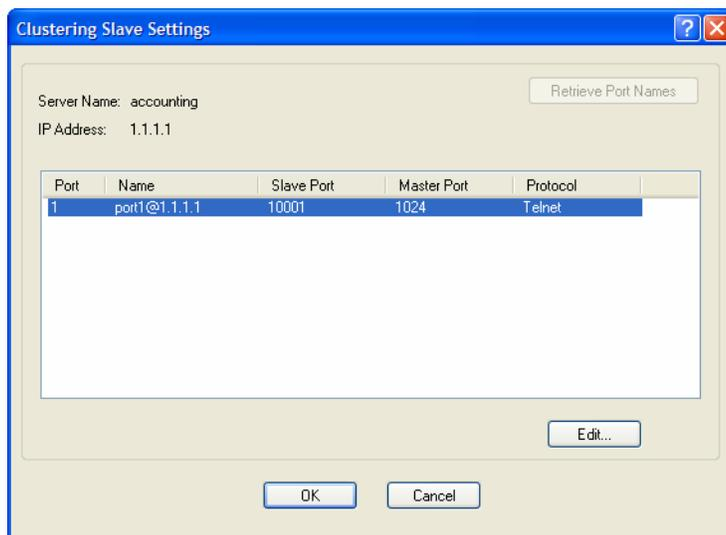 Clustering Slave Settings
Server Name: accounting
Retrieve Port Names
IP Address: 1.1.1.1
Port Name Slave Port Master Port Protocol
1 port1@1.1.1.1 10001 1024 Telnet
Edit...
OK Cancel